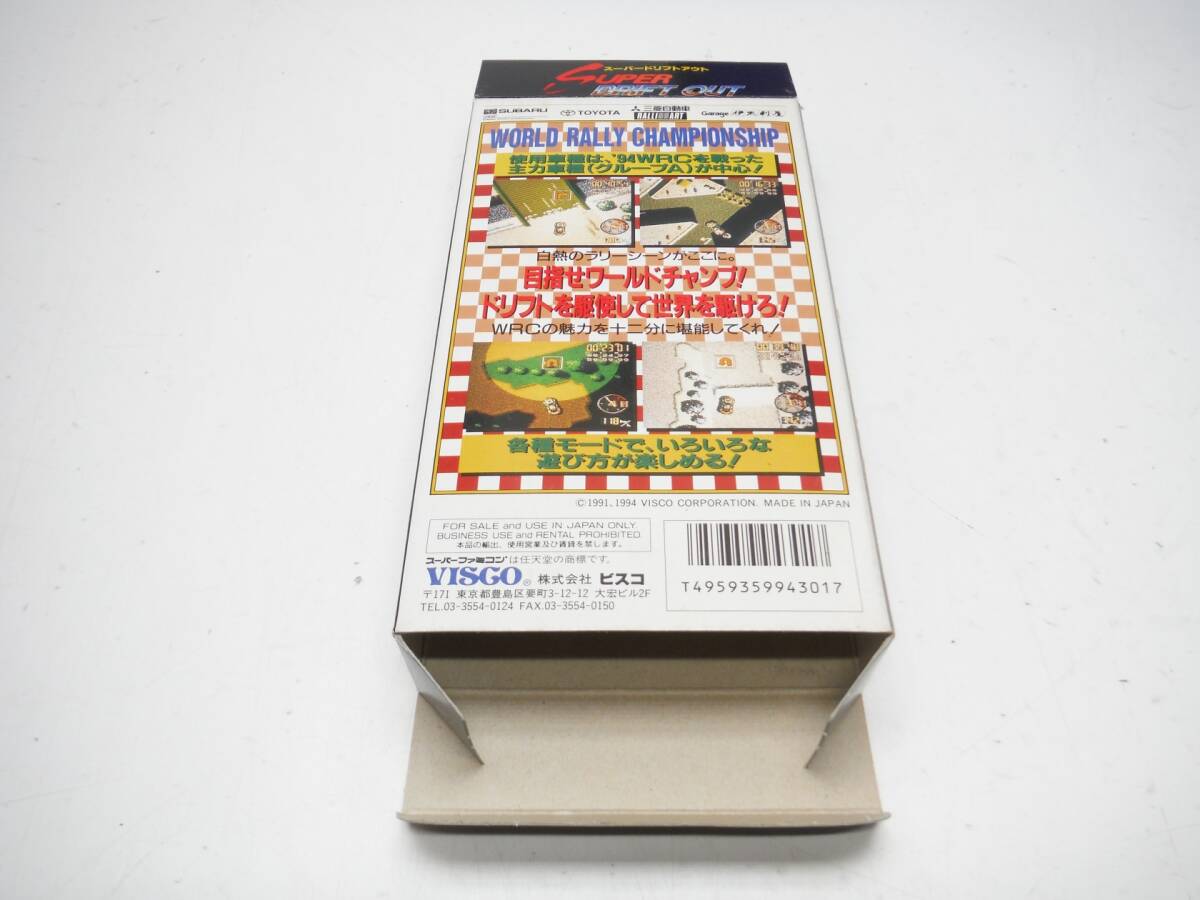 スーパードリフトアウト
SUPER
DRIFT OUT
SUBARU TOYOTA 三菱自動車 RALLIART Garage 伊太利屋
WORLD RALLY CHAMPIONSHIP
使用車種は、'94WRCを戦った
主力車種(グループA)が中心!
00'40"54
00'16"33
白熱のラリーシーンがここに。
目指せワールドチャンプ!
ドリフトを駆使して世界を駆けろ!
WRCの魅力を十二分に堪能してくれ!
00'23"01
118
各種モードで、いろいろな
遊び方が楽しめる!
©1991,1994 VISCO CORPORATION. MADE IN JAPAN
FOR SALE and USE IN JAPAN ONLY.
BUSINESS USE and RENTAL PROHIBITED.
本品の輸出、使用営業及び賃貸を禁じます。
スーパーファミコン®は任天堂の商標です。
VISCO® 株式会社 ビスコ
〒171 東京都豊島区要町3-12-12 大宏ビル2F
TEL.03-3554-0124 FAX.03-3554-0150
T4959359943017